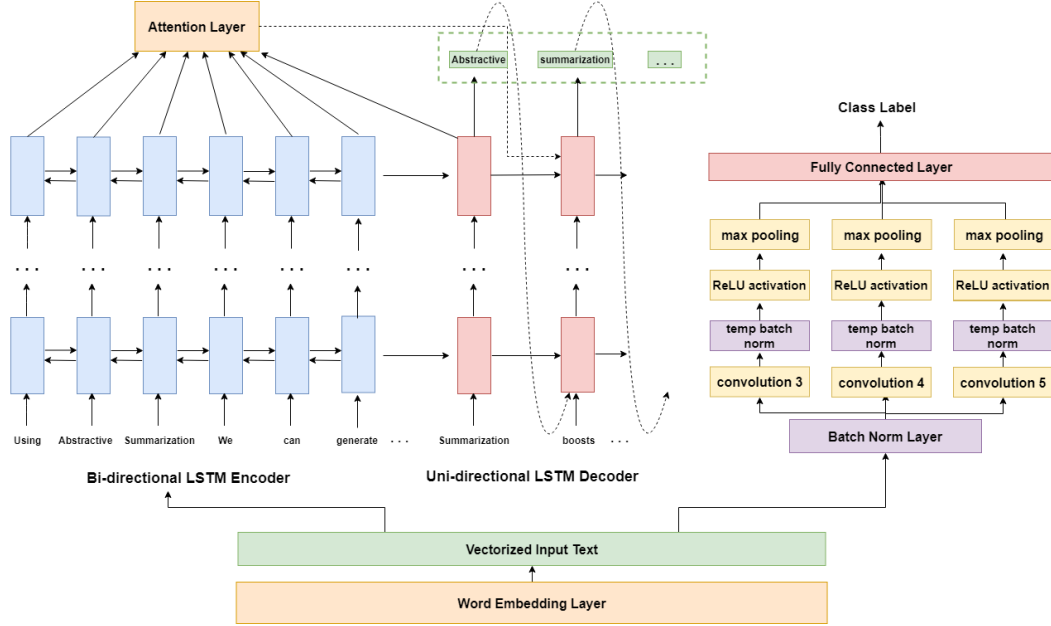 Attention Layer
Abstractive
summarization
...
Class Label
Fully Connected Layer
max pooling
max pooling
max pooling
... ... ... ... ... ... ... ...
ReLU activation
ReLU activation
ReLU activation
temp batch
norm
temp batch
norm
temp batch
norm
convolution 3
convolution 4
convolution 5
Using
Abstractive
Summarization
We
can
generate
...
Summarization
boosts
...
Batch Norm Layer
Bi-directional LSTM Encoder
Uni-directional LSTM Decoder
Vectorized Input Text
Word Embedding Layer